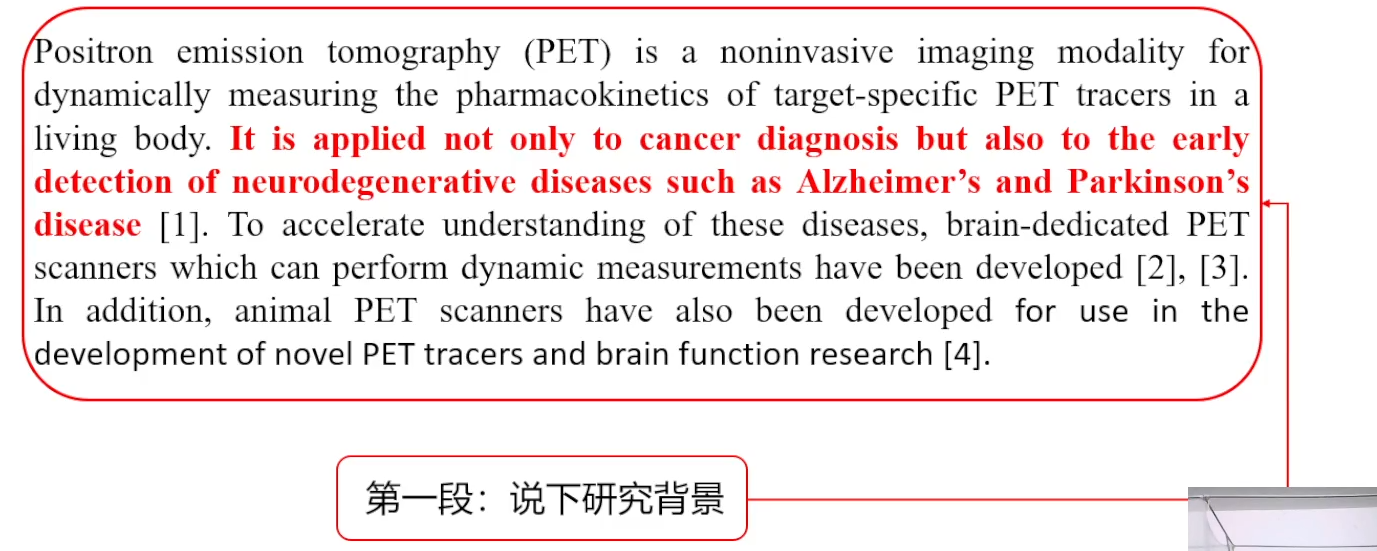 Positron emission tomography (PET) is a noninvasive imaging modality for
dynamically measuring the pharmacokinetics of target-specific PET tracers in a
living body. It is applied not only to cancer diagnosis but also to the early
detection of neurodegenerative diseases such as Alzheimer’s and Parkinson’s
disease [1]. To accelerate understanding of these diseases, brain-dedicated PET
scanners which can perform dynamic measurements have been developed [2], [3].
In addition, animal PET scanners have also been developed for use in the
development of novel PET tracers and brain function research [4].
第一段：说下研究背景